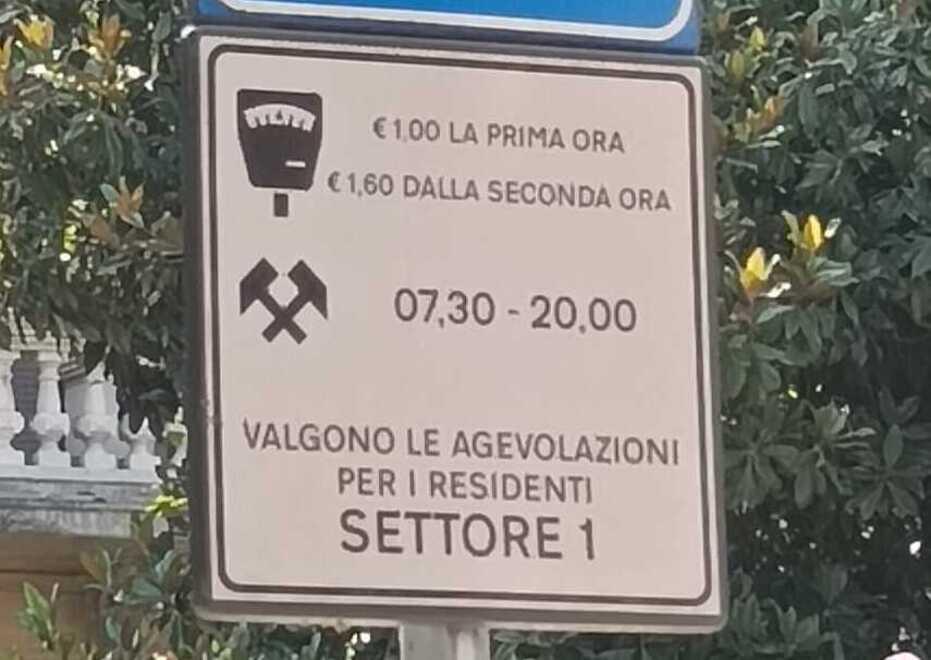 € 1,00 LA PRIMA ORA
€ 1,60 DALLA SECONDA ORA
07,30 - 20,00
VALGONO LE AGEVOLAZIONI
PER I RESIDENTI
SETTORE 1